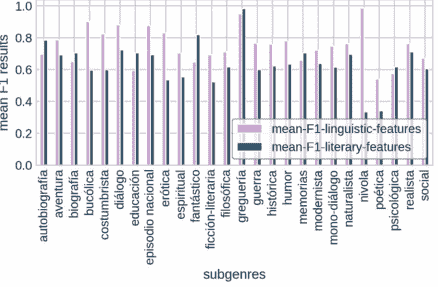 mean F1 results
1.0
0.8
0.6
0.4
0.2
0.0
mean-F1-linguistic-features
mean-F1-literary-features
autobiografía
aventura
biografía
bucólica
costumbrista
diálogo
educación
episodio nacional
erótica
espiritual
fantástico
ficción-literaria
filosófica
greguería
guerra
histórica
humor
memorias
modernista
mono-diálogo
naturalista
nivola
poética
psicológica
realista
social
subgenres